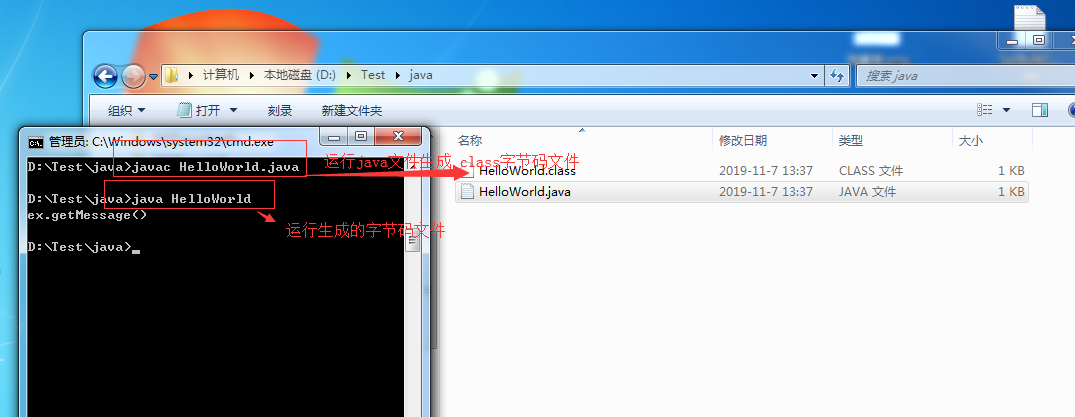 计算机 本地磁盘 (D:) Test java
搜索 java
组织 打开 刻录 新建文件夹
名称 修改日期 类型 大小
HelloWorld.class 2019-11-7 13:37 CLASS 文件 1 KB
HelloWorld.java 2019-11-7 13:37 JAVA 文件 1 KB
管理员: C:\Windows\system32\cmd.exe
D:\Test\java>javac HelloWorld.java
运行java文件生成.class字节码文件
D:\Test\java>java HelloWorld
ex.getMessage()
运行生成的字节码文件
D:\Test\java>_